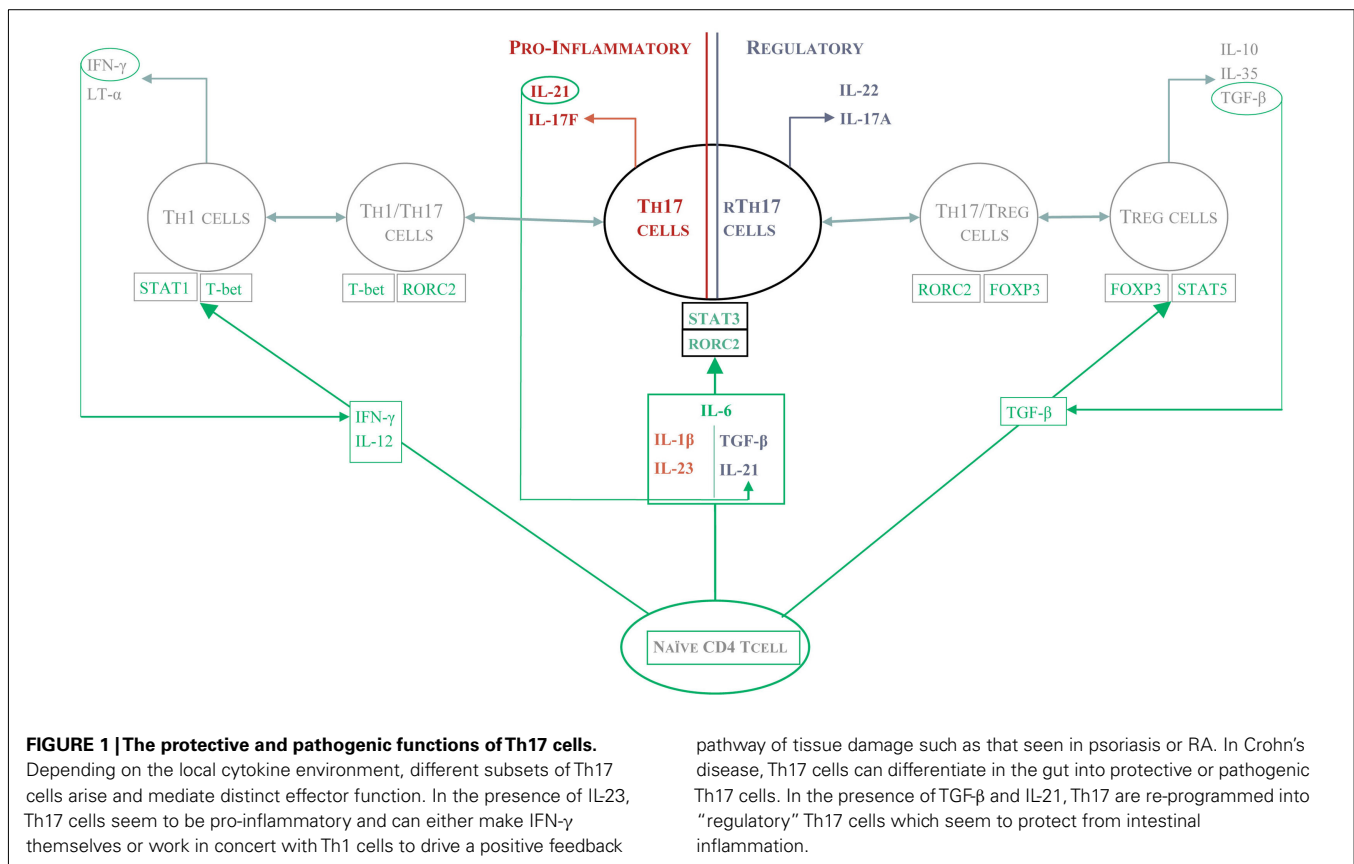 PRO-INFLAMMATORY
REGULATORY
IFN-γ
LT-α
IL-21
IL-17F
IL-22
IL-17A
IL-10
IL-35
TGF-β
TH1 CELLS
TH1/TH17
CELLS
TH17
CELLS
RTH17
CELLS
TH17/TREG
CELLS
TREG CELLS
STAT1
T-bet
T-bet
RORC2
STAT3
RORC2
RORC2
FOXP3
FOXP3
STAT5
IFN-γ
IL-12
IL-6
IL-1β
IL-23
TGF-β
IL-21
TGF-β
NAÏVE CD4 TCELL
FIGURE 1 | The protective and pathogenic functions of Th17 cells.
Depending on the local cytokine environment, different subsets of Th17
cells arise and mediate distinct effector function. In the presence of IL-23,
Th17 cells seem to be pro-inflammatory and can either make IFN-γ
themselves or work in concert with Th1 cells to drive a positive feedback
pathway of tissue damage such as that seen in psoriasis or RA. In Crohn's
disease, Th17 cells can differentiate in the gut into protective or pathogenic
Th17 cells. In the presence of TGF-β and IL-21, Th17 are re-programmed into
"regulatory" Th17 cells which seem to protect from intestinal
inflammation.